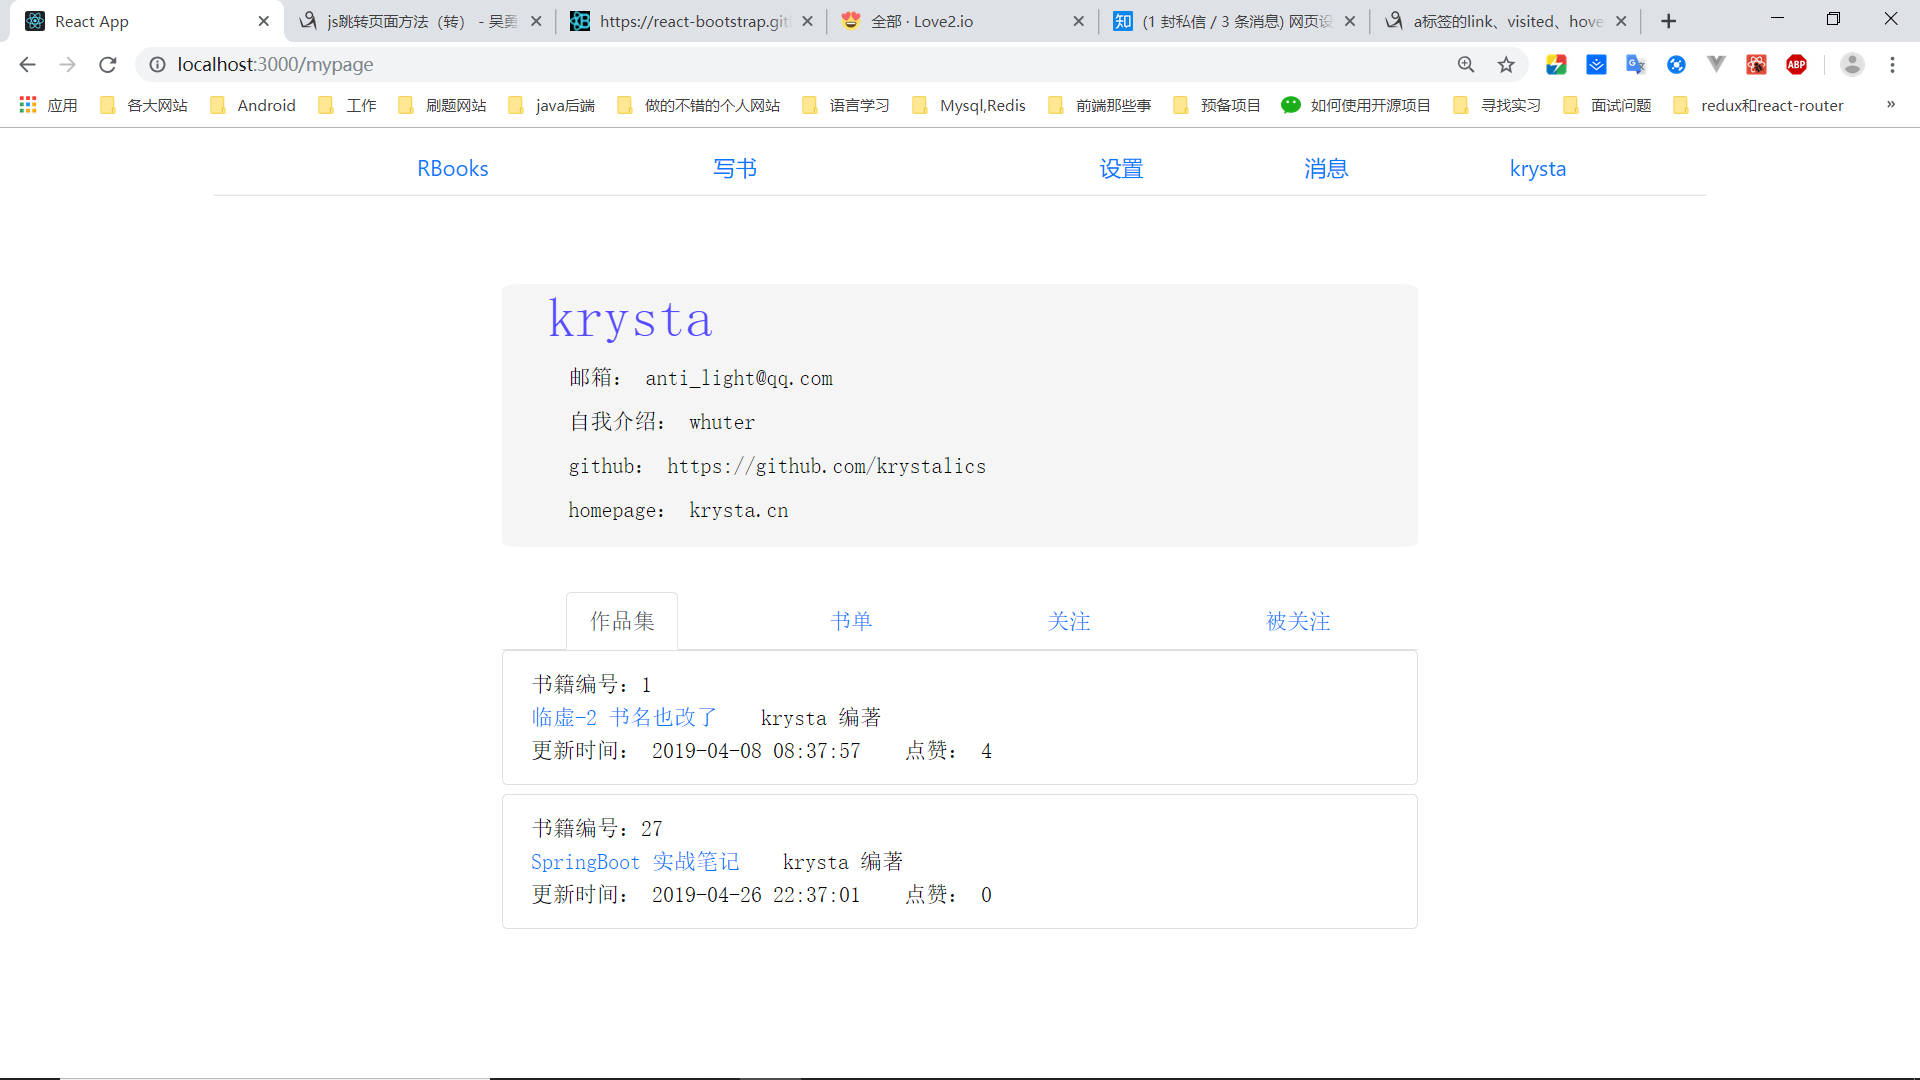 React App
js跳转页面方法（转） - 吴勇
https://react-bootstrap.git
全部 · Love2.io
(1 封私信 / 3 条消息) 网页设
a标签的link、visited、hove
localhost:3000/mypage
应用 各大网站 Android 工作 刷题网站 java后端 做的不错的个人网站 语言学习 Mysql,Redis 前端那些事 预备项目 如何使用开源项目 寻找实习 面试问题 redux和react-router »
RBooks 写书 设置 消息 krysta
krysta
邮箱： anti_light@qq.com
自我介绍： whuter
github： https://github.com/krystalics
homepage： krysta.cn
作品集 书单 关注 被关注
书籍编号：1
临虚-2 书名也改了 krysta 编著
更新时间： 2019-04-08 08:37:57 点赞： 4
书籍编号：27
SpringBoot 实战笔记 krysta 编著
更新时间： 2019-04-26 22:37:01 点赞： 0